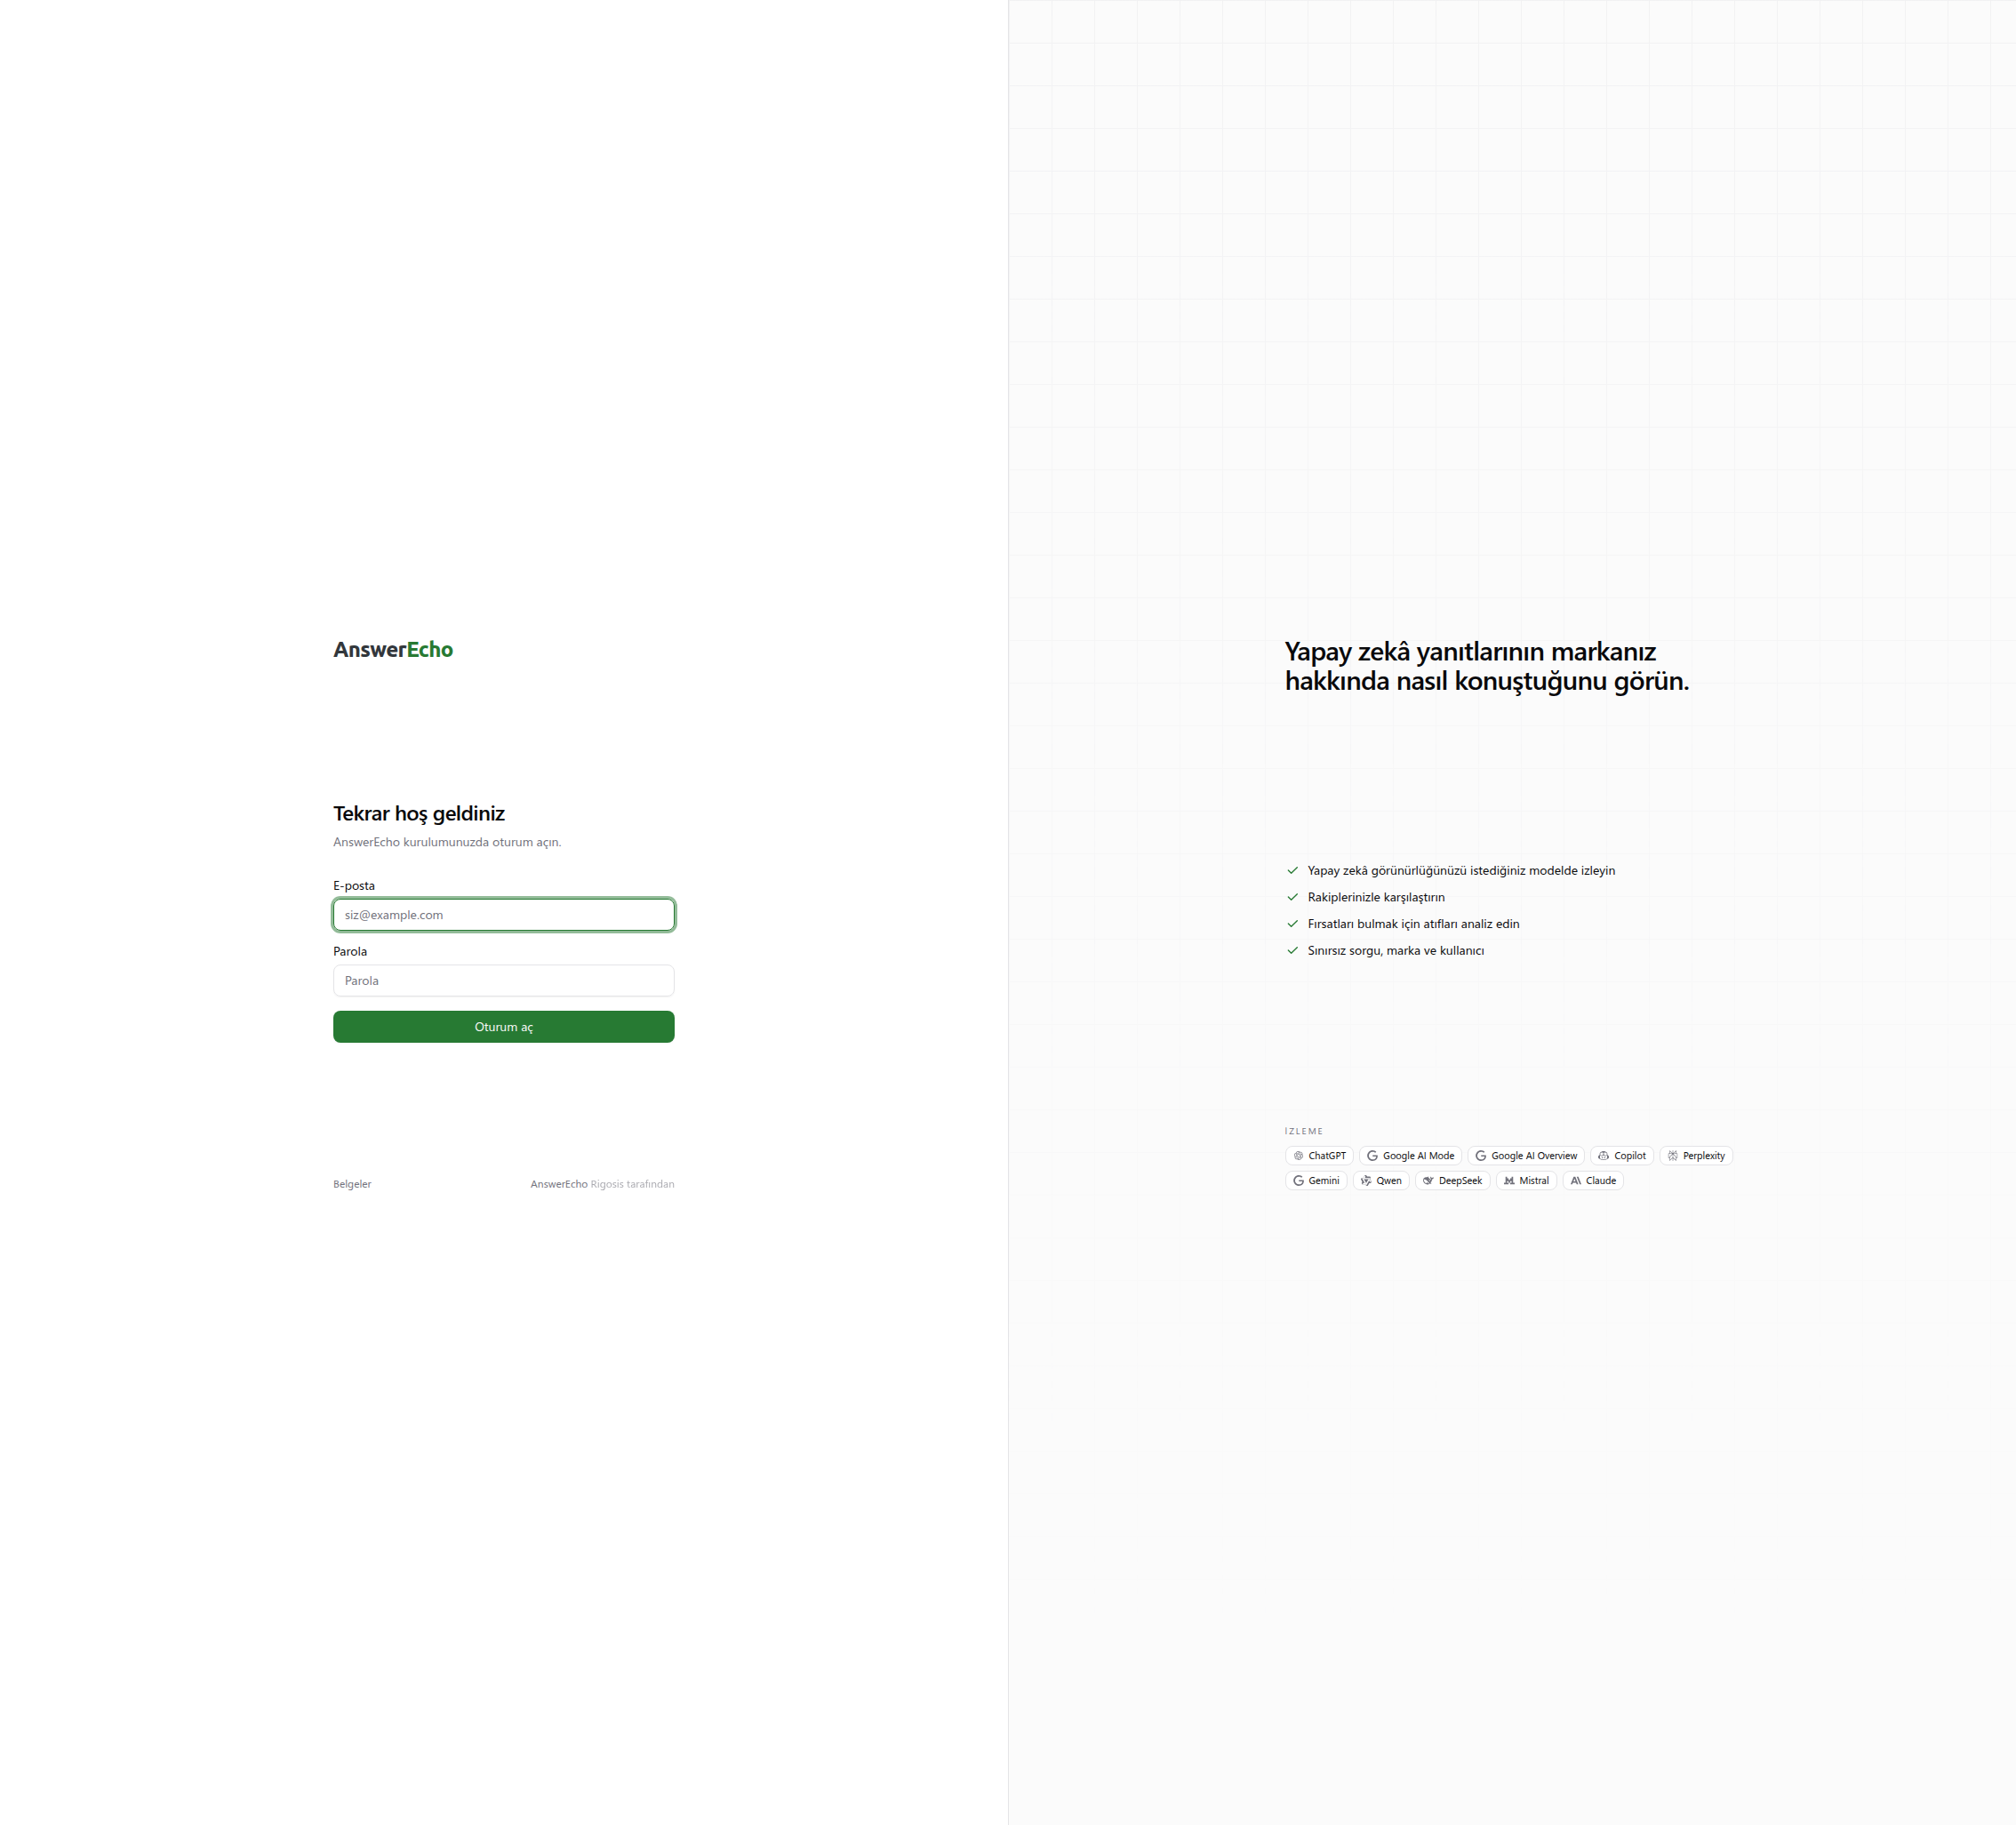 AnswerEcho
Tekrar hoş geldiniz
AnswerEcho kurulumunuzda oturum açın.
E-posta
siz@example.com
Parola
Parola
Oturum aç
Belgeler
AnswerEcho Rigosis tarafından
Yapay zekâ yanıtlarının markanız
hakkında nasıl konuştuğunu görün.
Yapay zekâ görünürlüğünüzü istediğiniz modelde izleyin
Rakiplerinizle karşılaştırın
Fırsatları bulmak için atıfları analiz edin
Sınırsız sorgu, marka ve kullanıcı
İZLEME
ChatGPT Google AI Mode Google AI Overview Copilot Perplexity
Gemini Qwen DeepSeek Mistral Claude